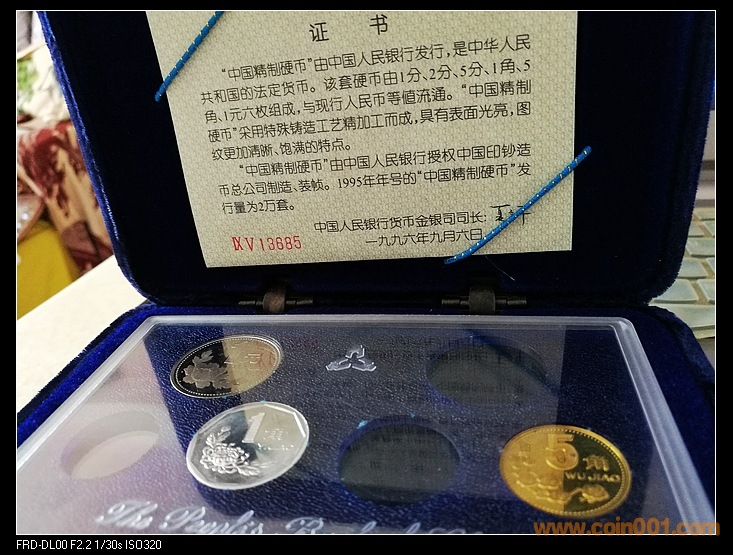 证 书
“中国精制硬币”由中国人民银行发行，是中华人民
共和国的法定货币。该套硬币由1分、2分、5分、1角、5
角、1元六枚组成，与现行人民币等值流通。“中国精制
硬币”采用特殊铸造工艺精加工而成，具有表面光亮，图
纹更加清晰、饱满的特点。
“中国精制硬币”由中国人民银行授权中国印钞造
币总公司制造、装帧。1995年年号的“中国精制硬币”发
行量为2万套。
中国人民银行货币金银司司长:
一九九六年九月六日
ⅨV13685
1
5角
WU JIAO
The People's
www.coin001.com
FRD-DL00 F2.2 1/30s ISO320